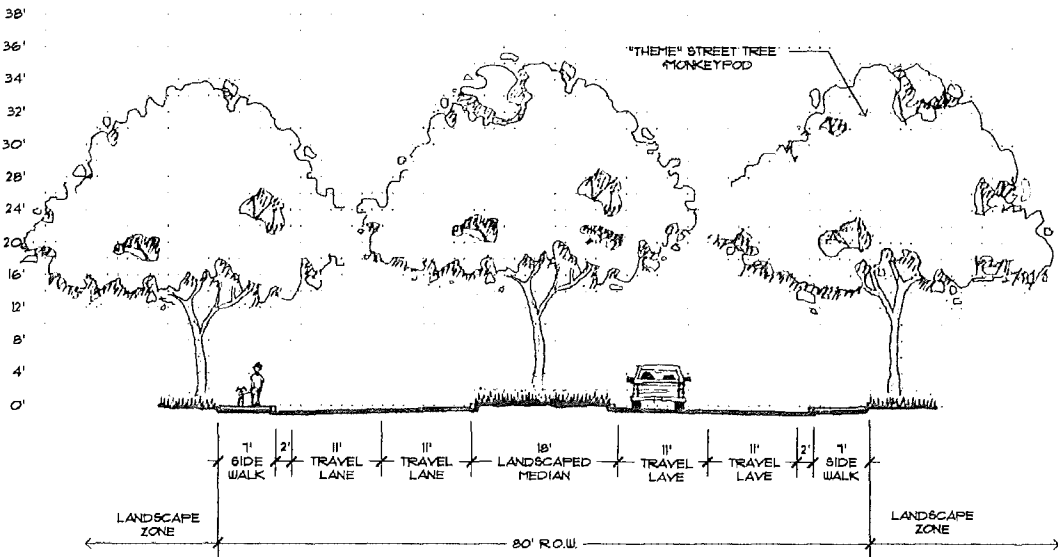 38'
36'
"THEME" STREET TREE
MONKEYPOD
34'
32'
30'
28'
24'
20'
16'
12'
8'
4'
0'
7'
SIDE
WALK
2'
11'
TRAVEL
LANE
11'
TRAVEL
LANE
18'
LANDSCAPED
MEDIAN
11'
TRAVEL
LAVE
11'
TRAVEL
LAVE
2'
7'
SIDE
WALK
LANDSCAPE
ZONE
80' R.O.W.
LANDSCAPE
ZONE